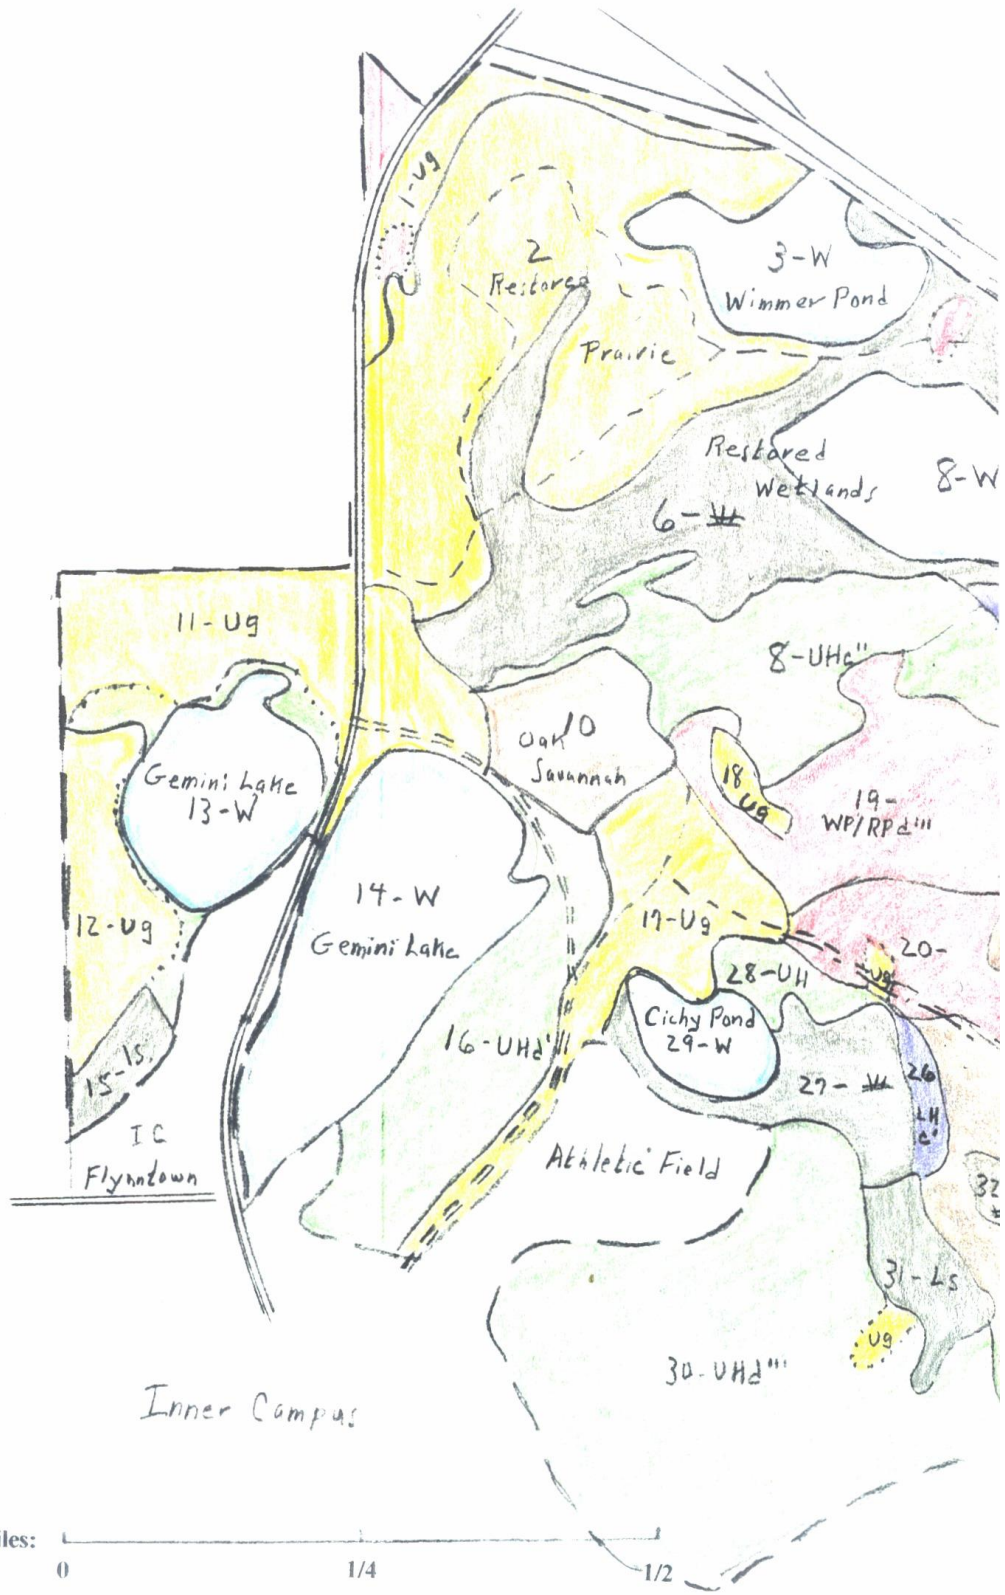 1-Ug
2
Restored
Prairie
3-W
Wimmer Pond
Restored
Wetlands
8-W
6-W
11-Ug
8-UHc"
10
Oak
Savannah
18
Ug
19-
WP/RPd'''
Gemini Lake
13-W
14-W
Gemini Lake
12-Ug
17-Ug
20-
Ug
28-UH
Cichy Pond
29-W
16-UHd'''
15-Is
27-W
26
LH
c'
IC
Flynntown
Athletic Field
32
31-Ls
Ug
30-UHd'''
Inner Campus
iles:
0
1/4
1/2